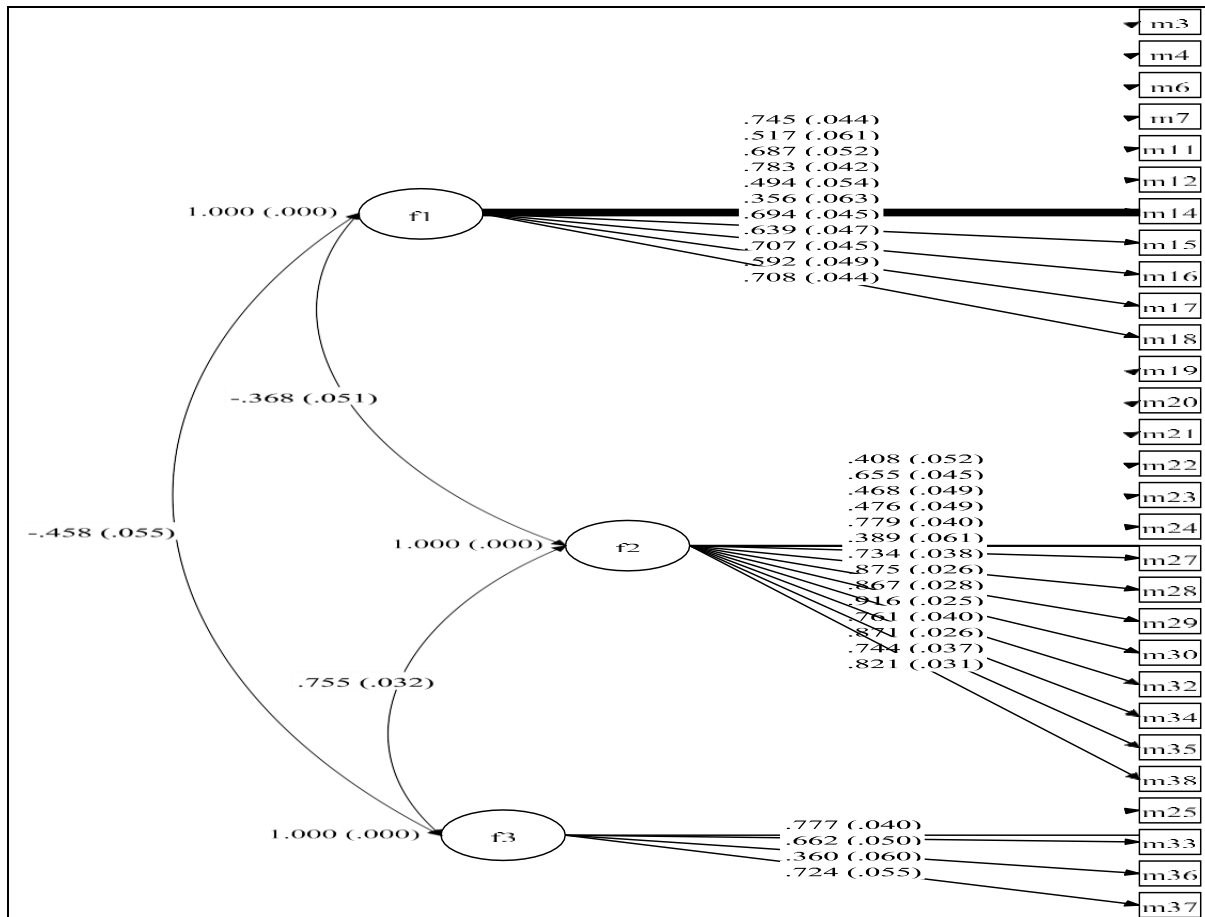 m3
m4
m6
m7
m11
m12
m14
m15
m16
m17
m18
m19
m20
m21
m22
m23
m24
m27
m28
m29
m30
m32
m34
m35
m38
m25
m33
m36
m37
.745 (.044)
.517 (.061)
.687 (.052)
.783 (.042)
.494 (.054)
.356 (.063)
.694 (.045)
.639 (.047)
.707 (.045)
.592 (.049)
.708 (.044)
1.000 (.000)
f1
-.368 (.051)
-.458 (.055)
.408 (.052)
.655 (.045)
.468 (.049)
.476 (.049)
.779 (.040)
.389 (.061)
.734 (.038)
.875 (.026)
.867 (.028)
.916 (.025)
.761 (.040)
.871 (.026)
.744 (.037)
.821 (.031)
1.000 (.000)
f2
.755 (.032)
1.000 (.000)
f3
.777 (.040)
.662 (.050)
.360 (.060)
.724 (.055)